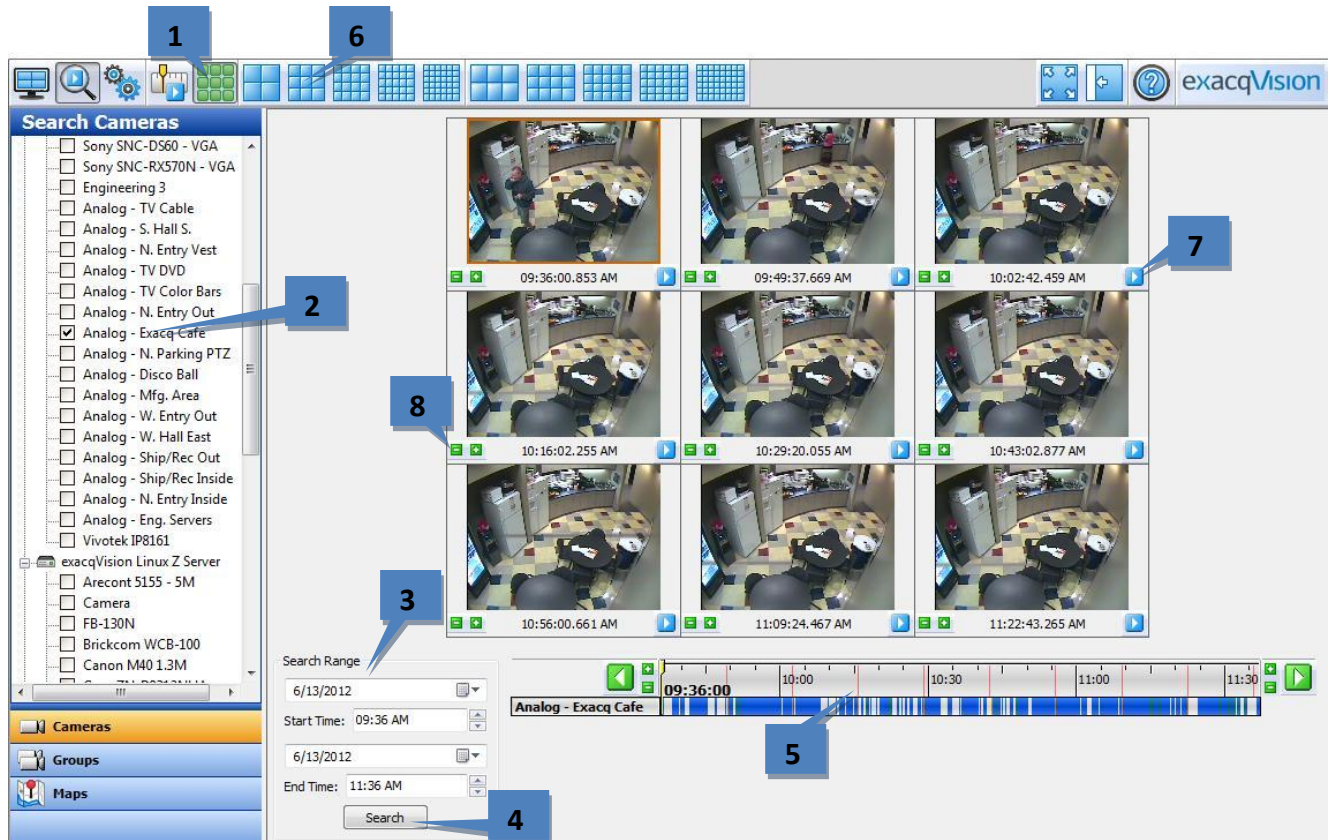 1
6
exacqVision
Search Cameras
Sony SNC-DS60 - VGA
Sony SNC-RX570N - VGA
Engineering 3
Analog - TV Cable
Analog - S. Hall S.
Analog - N. Entry Vest
Analog - TV DVD
Analog - TV Color Bars
Analog - N. Entry Out
Analog - Exacq Cafe
Analog - N. Parking PTZ
Analog - Disco Ball
Analog - Mfg. Area
Analog - W. Entry Out
Analog - W. Hall East
Analog - Ship/Rec Out
Analog - Ship/Rec Inside
Analog - N. Entry Inside
Analog - Eng. Servers
Vivotek IP8161
exacqVision Linux Z Server
Arecont 5155 - 5M
Camera
FB-130N
Brickcom WCB-100
Canon M40 1.3M
Cameras
Groups
Maps
2
7
8
09:36:00.853 AM
09:49:37.669 AM
10:02:42.459 AM
10:16:02.255 AM
10:29:20.055 AM
10:43:02.877 AM
10:56:00.661 AM
11:09:24.467 AM
11:22:43.265 AM
3
Search Range
6/13/2012
Start Time: 09:36 AM
6/13/2012
End Time: 11:36 AM
Search
4
09:36:00
10:00
10:30
11:00
11:30
Analog - Exacq Cafe
5